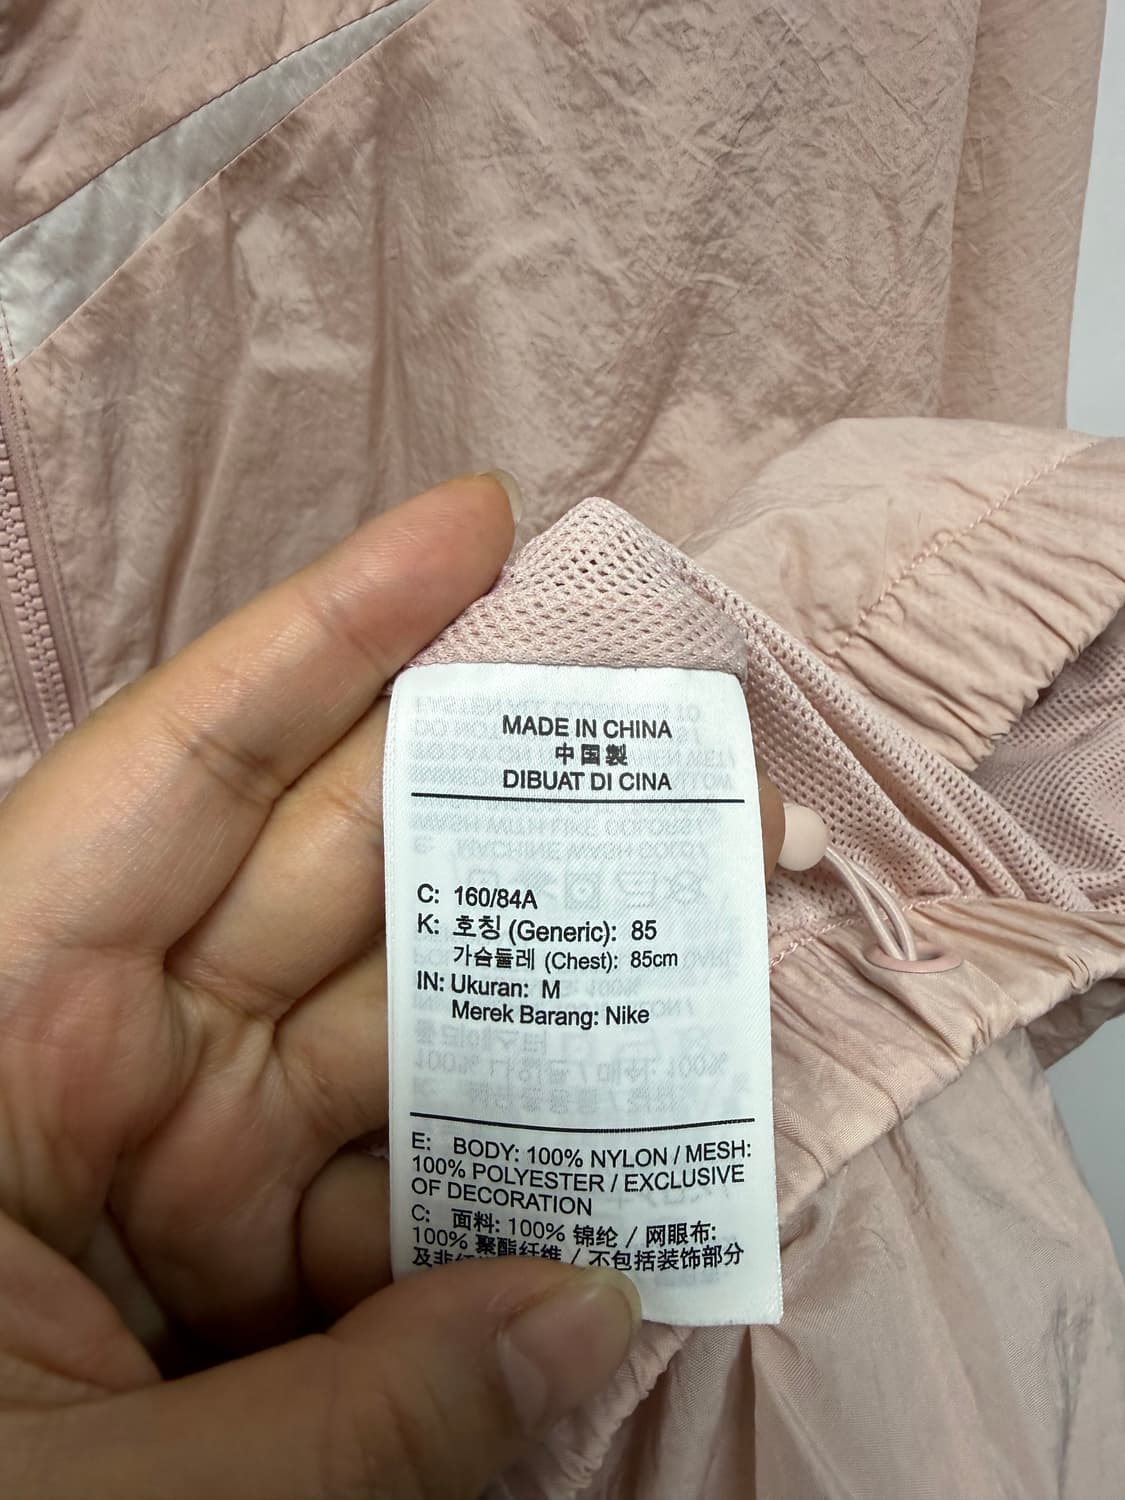 MADE IN CHINA
中国製
DIBUAT DI CINA
C: 160/84A
K: 호칭 (Generic): 85
가슴둘레 (Chest): 85cm
IN: Ukuran: M
Merek Barang: Nike
E: BODY: 100% NYLON / MESH:
100% POLYESTER / EXCLUSIVE
OF DECORATION
C: 面料: 100% 锦纶 / 网眼布:
100% 聚酯纤维 / 不包括装饰部分